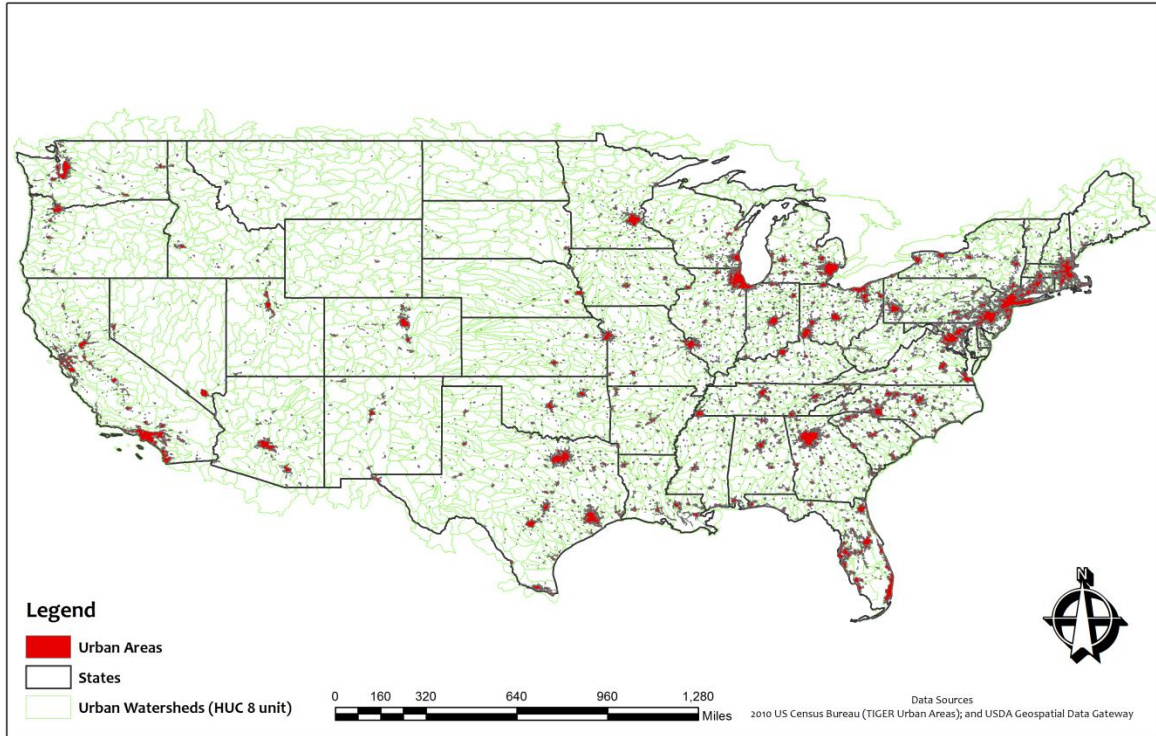 N
Legend
Urban Areas
States
Urban Watersheds (HUC 8 unit)
0 160 320 640 960 1,280
Miles
Data Sources
2010 US Census Bureau (TIGER Urban Areas); and USDA Geospatial Data Gateway